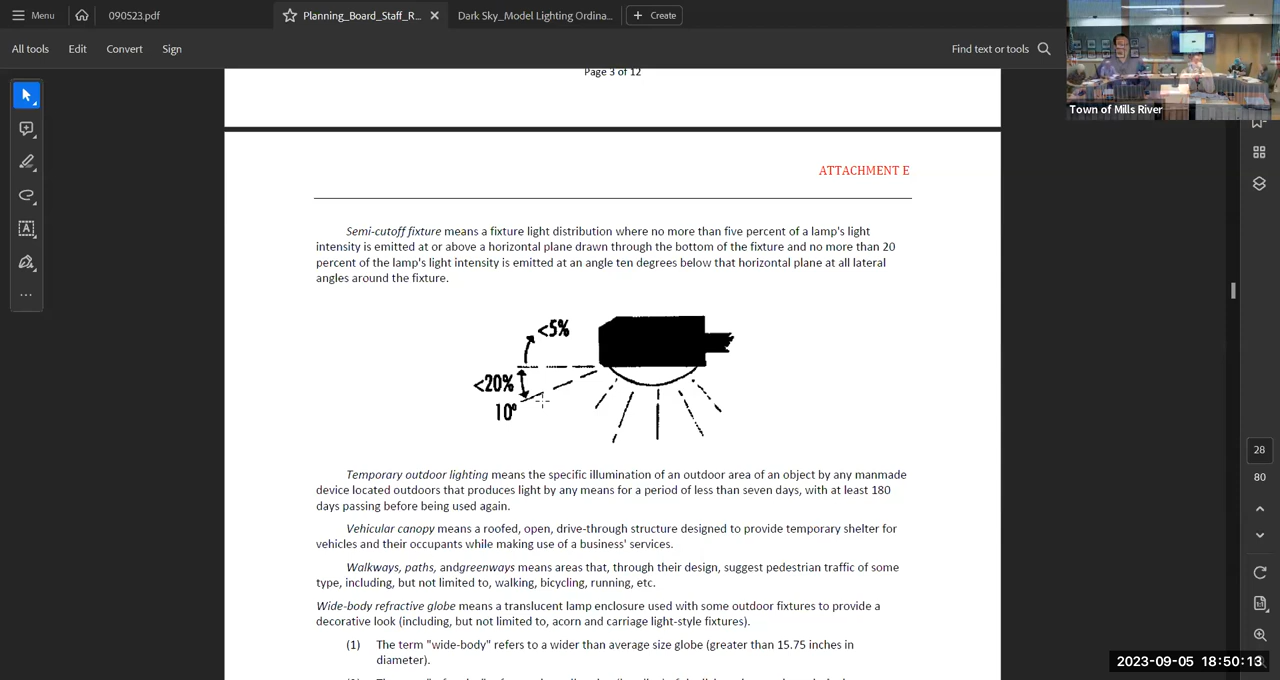 Menu
090523.pdf
Planning_Board_Staff_R...
Dark Sky_Model Lighting Ordina...
Create
All tools
Edit
Convert
Sign
Find text or tools
Town of Mills River
Page 3 of 12
ATTACHMENT E
Semi-cutoff fixture means a fixture light distribution where no more than five percent of a lamp's light
intensity is emitted at or above a horizontal plane drawn through the bottom of the fixture and no more than 20
percent of the lamp's light intensity is emitted at an angle ten degrees below that horizontal plane at all lateral
angles around the fixture.
<5%
<20%
10°
Temporary outdoor lighting means the specific illumination of an outdoor area of an object by any manmade
device located outdoors that produces light by any means for a period of less than seven days, with at least 180
days passing before being used again.
Vehicular canopy means a roofed, open, drive-through structure designed to provide temporary shelter for
vehicles and their occupants while making use of a business' services.
Walkways, paths, andgreenways means areas that, through their design, suggest pedestrian traffic of some
type, including, but not limited to, walking, bicycling, running, etc.
Wide-body refractive globe means a translucent lamp enclosure used with some outdoor fixtures to provide a
decorative look (including, but not limited to, acorn and carriage light-style fixtures).
(1) The term "wide-body" refers to a wider than average size globe (greater than 15.75 inches in
diameter).
28
80
2023-09-05 18:50:13